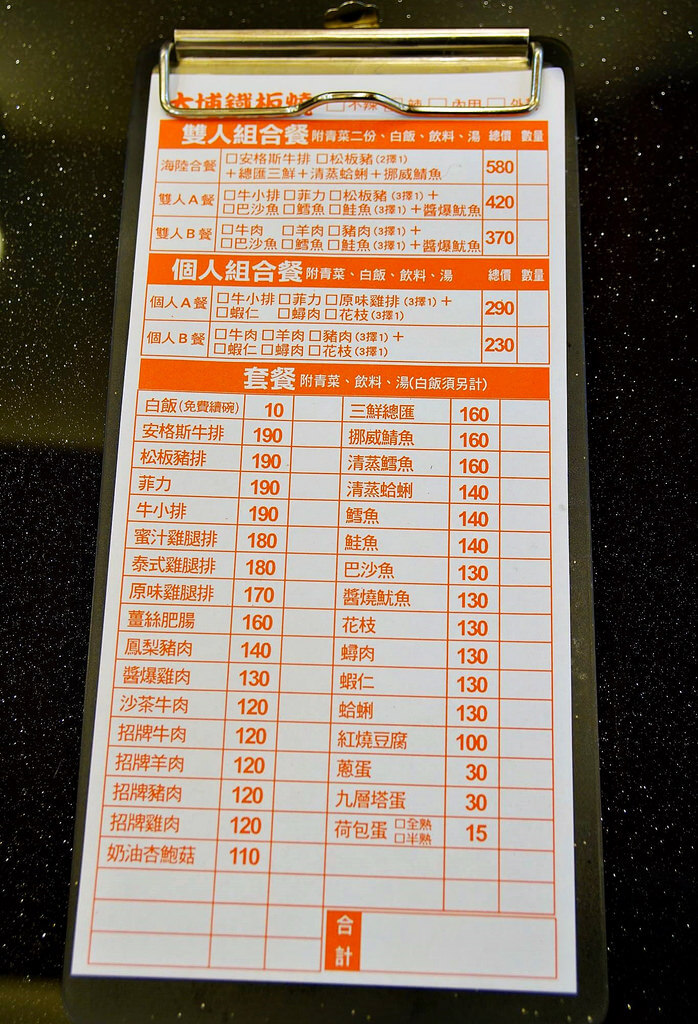 大埔鐵板燒 □不辣 □辣 □內用 □外
雙人組合餐 附青菜二份、白飯、飲料、湯 總價 數量
海陸合餐 □安格斯牛排 □松板豬(2擇1) 580
+總匯三鮮+清蒸蛤蜊+挪威鯖魚
雙人A餐 □牛小排 □菲力 □松板豬(3擇1)+ 420
□巴沙魚 □鱈魚 □鮭魚(3擇1)+醬爆魷魚
雙人B餐 □牛肉 □羊肉 □豬肉(3擇1)+ 370
□巴沙魚 □鱈魚 □鮭魚(3擇1)+醬爆魷魚
個人組合餐 附青菜、白飯、飲料、湯 總價 數量
個人A餐 □牛小排 □菲力 □原味雞排(3擇1)+ 290
□蝦仁 □蟳肉 □花枝(3擇1)
個人B餐 □牛肉 □羊肉 □豬肉(3擇1)+ 230
□蝦仁 □蟳肉 □花枝(3擇1)
套餐 附青菜、飲料、湯(白飯須另計)
白飯(免費續碗) 10 三鮮總匯 160
安格斯牛排 190 挪威鯖魚 160
松板豬排 190 清蒸鱈魚 160
菲力 190 清蒸蛤蜊 140
牛小排 190 鱈魚 140
蜜汁雞腿排 180 鮭魚 140
泰式雞腿排 180 巴沙魚 130
原味雞腿排 170 醬燒魷魚 130
薑絲肥腸 160 花枝 130
鳳梨豬肉 140 蟳肉 130
醬爆雞肉 130 蝦仁 130
沙茶牛肉 120 蛤蜊 130
招牌牛肉 120 紅燒豆腐 100
招牌羊肉 120 蔥蛋 30
招牌豬肉 120 九層塔蛋 30
招牌雞肉 120 荷包蛋 □全熟 □半熟 15
奶油杏鮑菇 110
合計